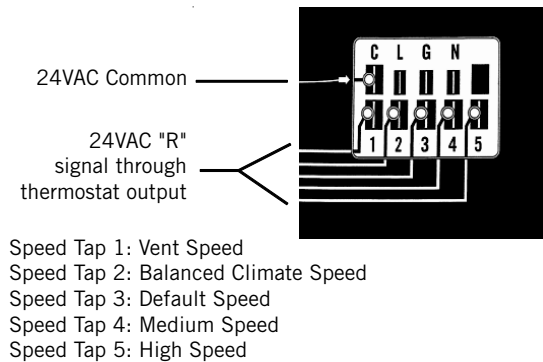 C L G N
24VAC Common
24VAC "R"
signal through
thermostat output
1 2 3 4 5
Speed Tap 1: Vent Speed
Speed Tap 2: Balanced Climate Speed
Speed Tap 3: Default Speed
Speed Tap 4: Medium Speed
Speed Tap 5: High Speed